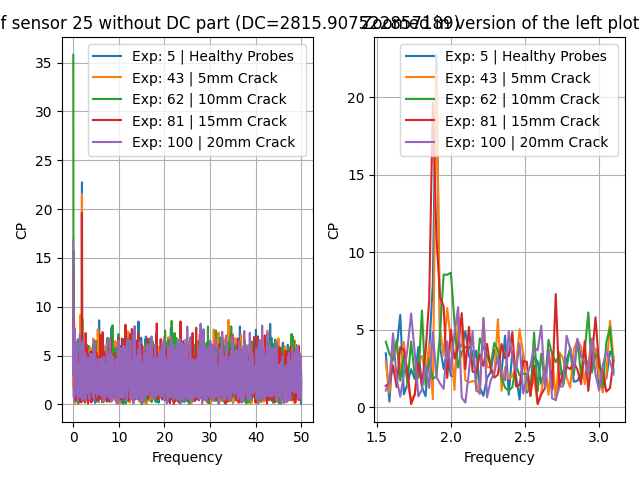 f sensor 25 without DC part (DC=2815.90
version of the left plot
Exp: 5 | Healthy Probes
Exp: 43 | 5mm Crack
Exp: 62 | 10mm Crack
Exp: 81 | 15mm Crack
Exp: 100 | 20mm Crack
CP
35
30
25
20
15
10
5
0
0
10
20
30
40
50
Frequency
Exp: 5 | Healthy Probes
Exp: 43 | 5mm Crack
Exp: 62 | 10mm Crack
Exp: 81 | 15mm Crack
Exp: 100 | 20mm Crack
CP
20
15
10
5
0
1.5
2.0
2.5
3.0
Frequency